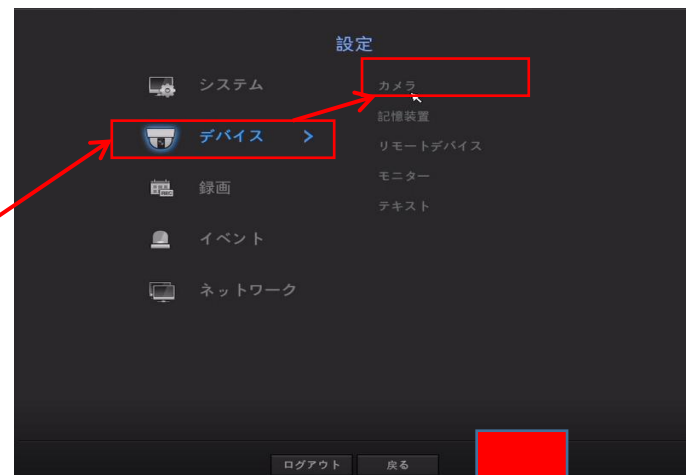 設定
システム
デバイス >
録画
イベント
ネットワーク
カメラ
記憶装置
リモートデバイス
モニター
テキスト
ログアウト
戻る